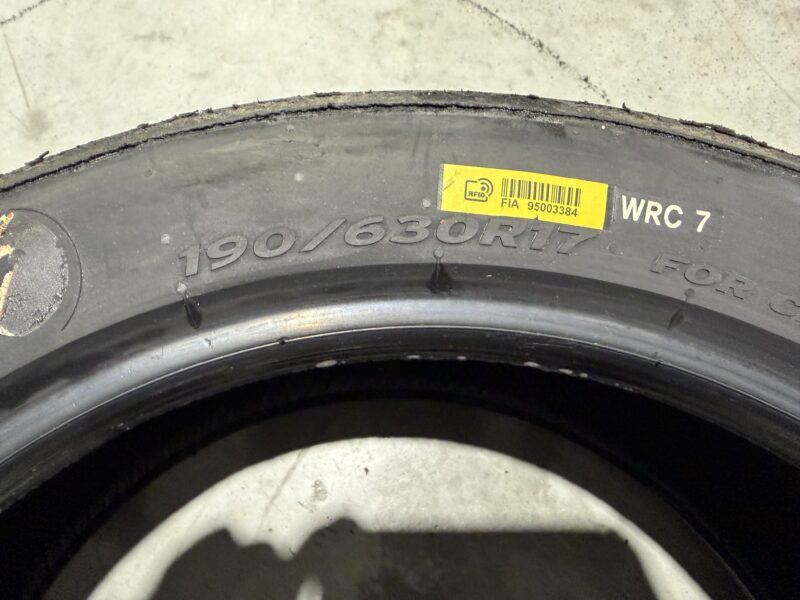 RFID
FIA 95003384
WRC 7
190/630R17
FOR